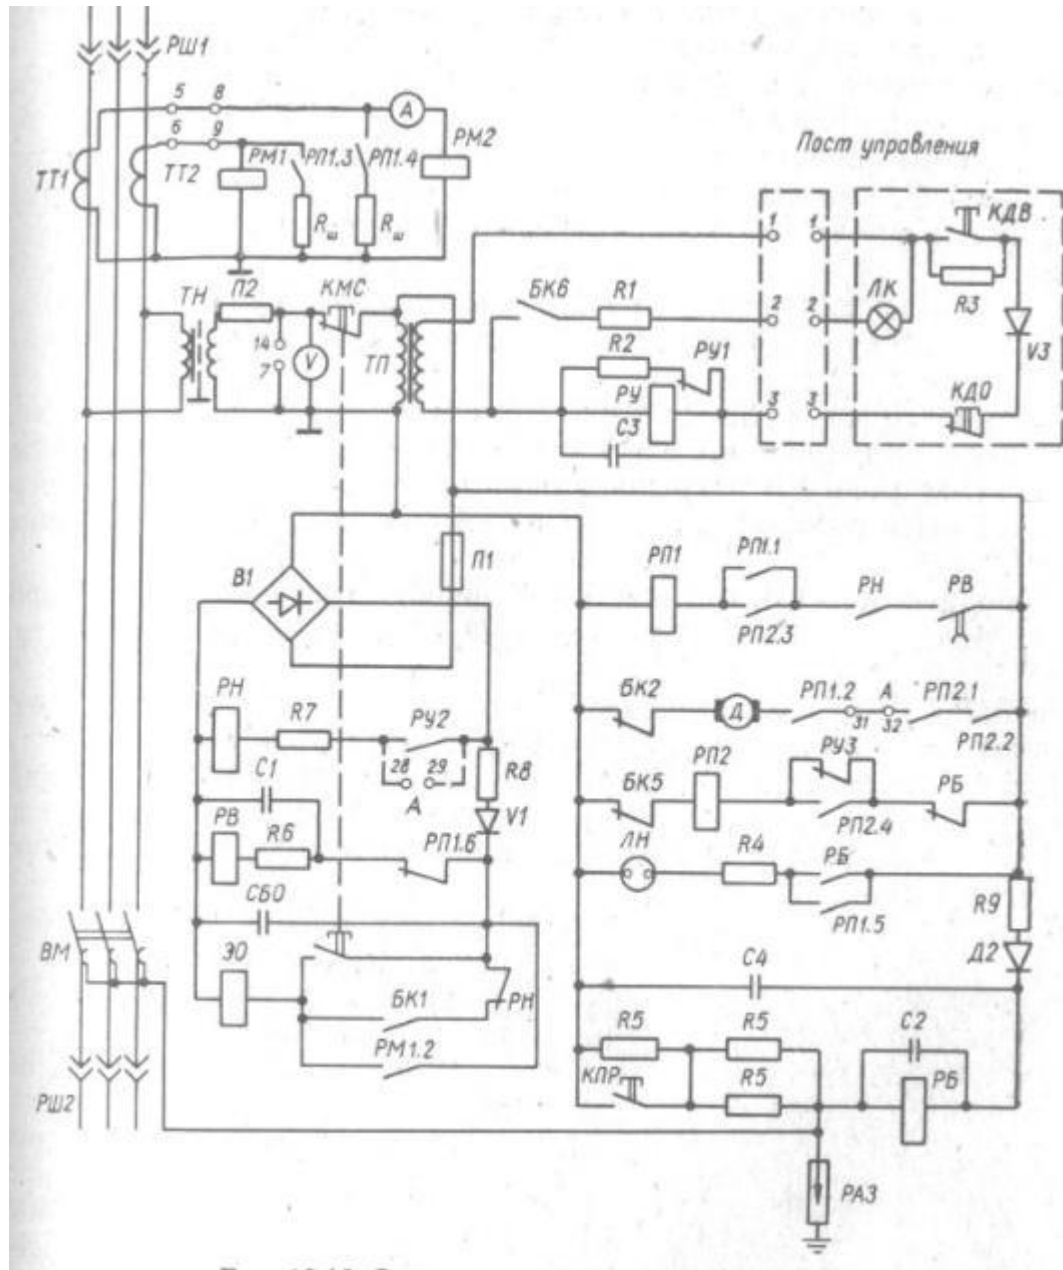 РШ1
5 8
А
6 9
РМ2
РМ1 РП1.3 РП1.4
ТТ1
ТТ2
Rш Rш
Пост управления
1 1
КДВ
ТН П2 КМС
БК6 R1
2 2
ЛК
R3
14
7
V
ТП
R2
РУ1
V3
РУ
3 3
КДО
С3
П1
В1
РП1
РП1.1
РН
РВ
РП2.3
РН
R7
РУ2
БК2
Д
РП1.2
А
РП2.1
31 32
РП2.2
С1
28 29
А
R8
БК5
РП2
РУ3
РБ
V1
РП2.4
РВ
R6
РП1.6
ЛН
R4
РБ
РП1.5
R9
СБО
Д2
ВМ
ЭО
С4
БК1
РН
РМ1.2
R5 R5
С2
КПР
R5
РБ
РШ2
РАЗ